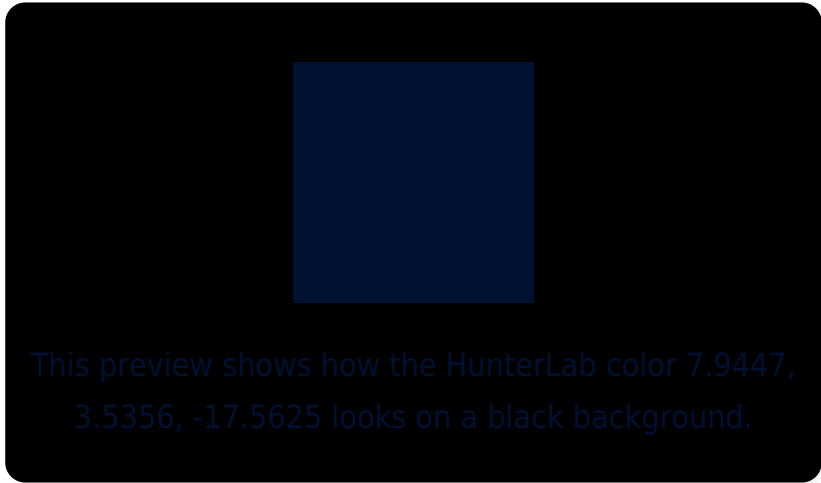 This preview shows how the HunterLab color 7.9447,
3.5356, -17.5625 looks on a black background.